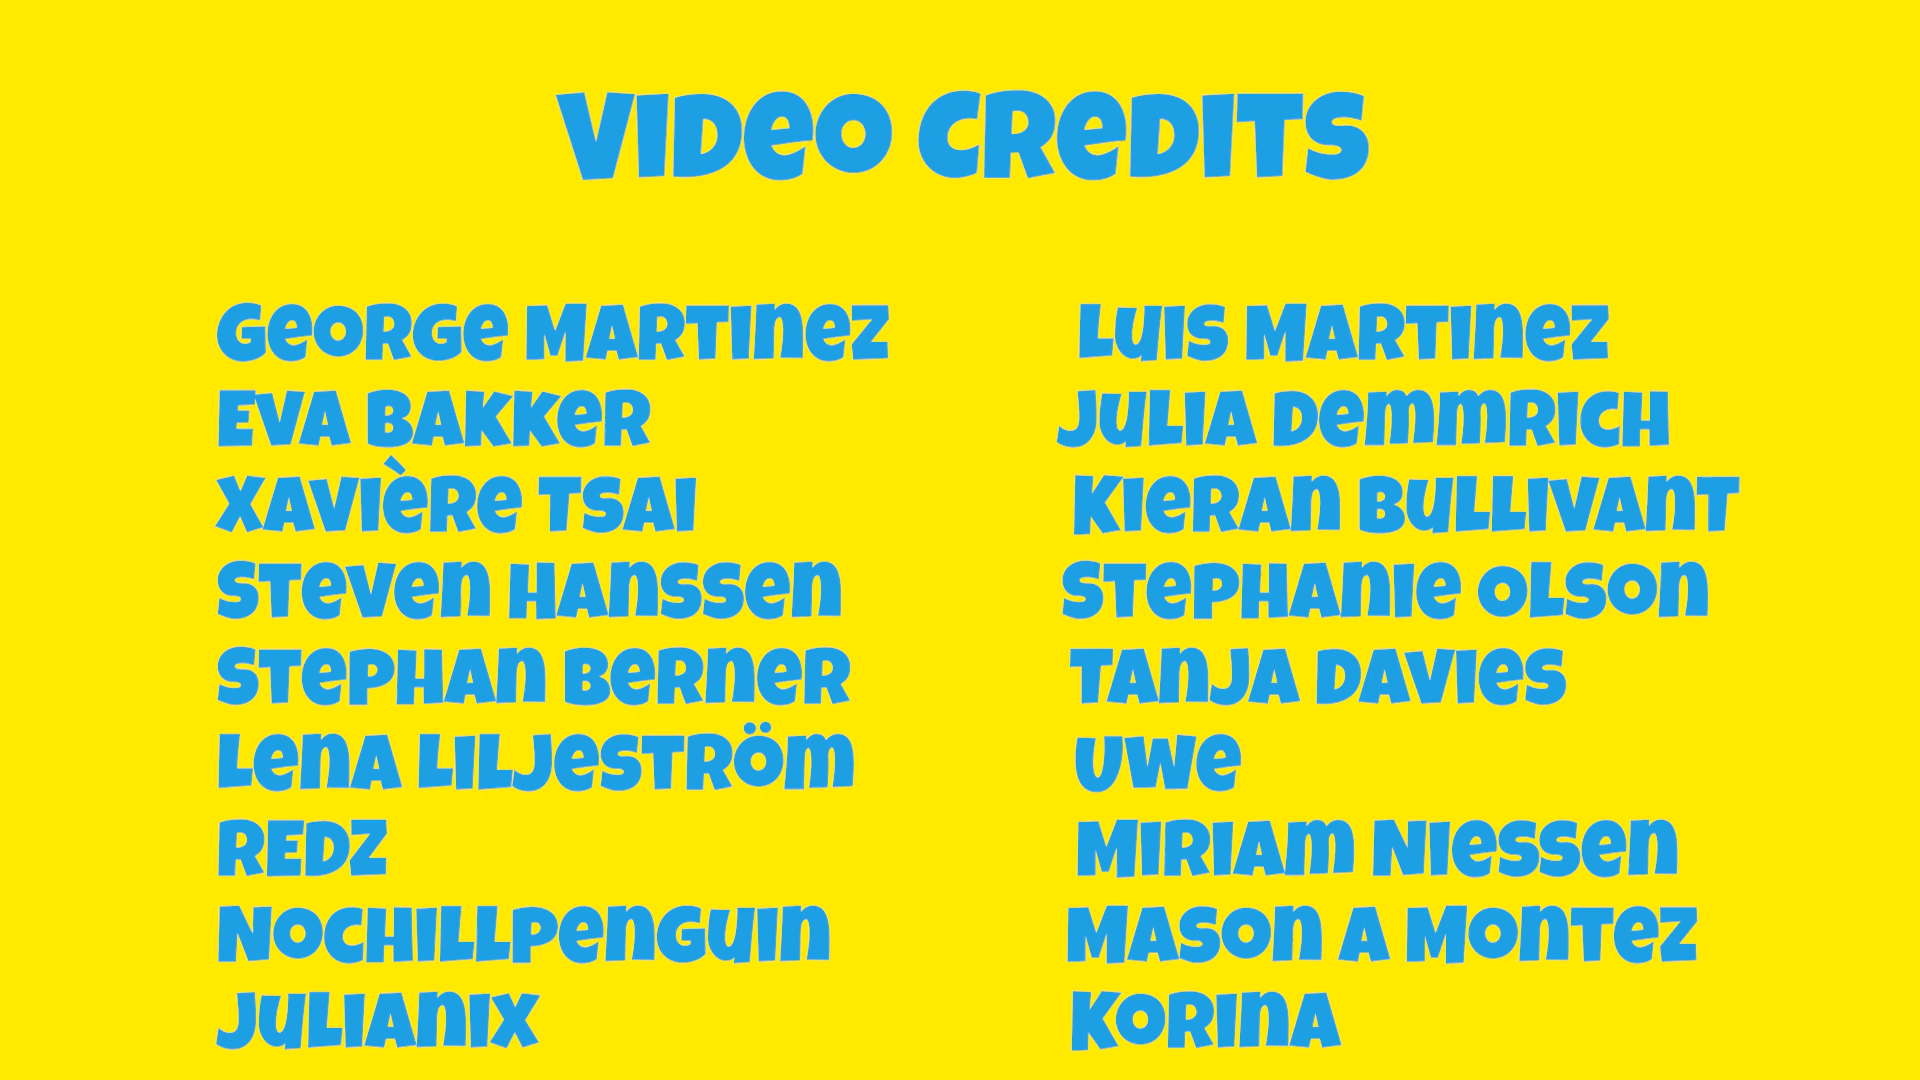 Video Credits
George Martinez
Eva Bakker
Xavière Tsai
Steven Hanssen
Stephan Berner
Lena Liljeström
REDZ
NoChillPenguin
Julianix
Luis Martinez
Julia Demmrich
Kieran Bullivant
Stephanie Olson
Tanja Davies
Uwe
Miriam Niessen
Mason A Montez
Korina